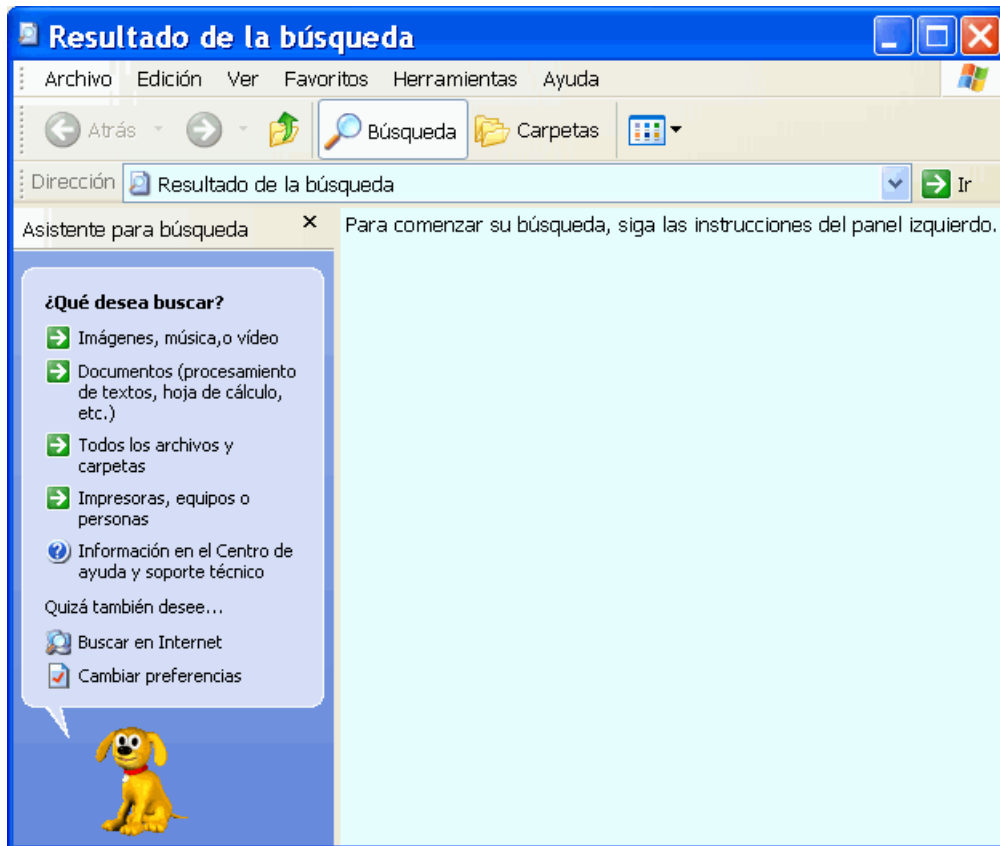 Resultado de la búsqueda
Archivo Edición Ver Favoritos Herramientas Ayuda
Atrás Búsqueda Carpetas
Dirección Resultado de la búsqueda Ir
Asistente para búsqueda
Para comenzar su búsqueda, siga las instrucciones del panel izquierdo.
¿Qué desea buscar?
Imágenes, música,o vídeo
Documentos (procesamiento
de textos, hoja de cálculo,
etc.)
Todos los archivos y
carpetas
Impresoras, equipos o
personas
Información en el Centro de
ayuda y soporte técnico
Quizá también desee...
Buscar en Internet
Cambiar preferencias